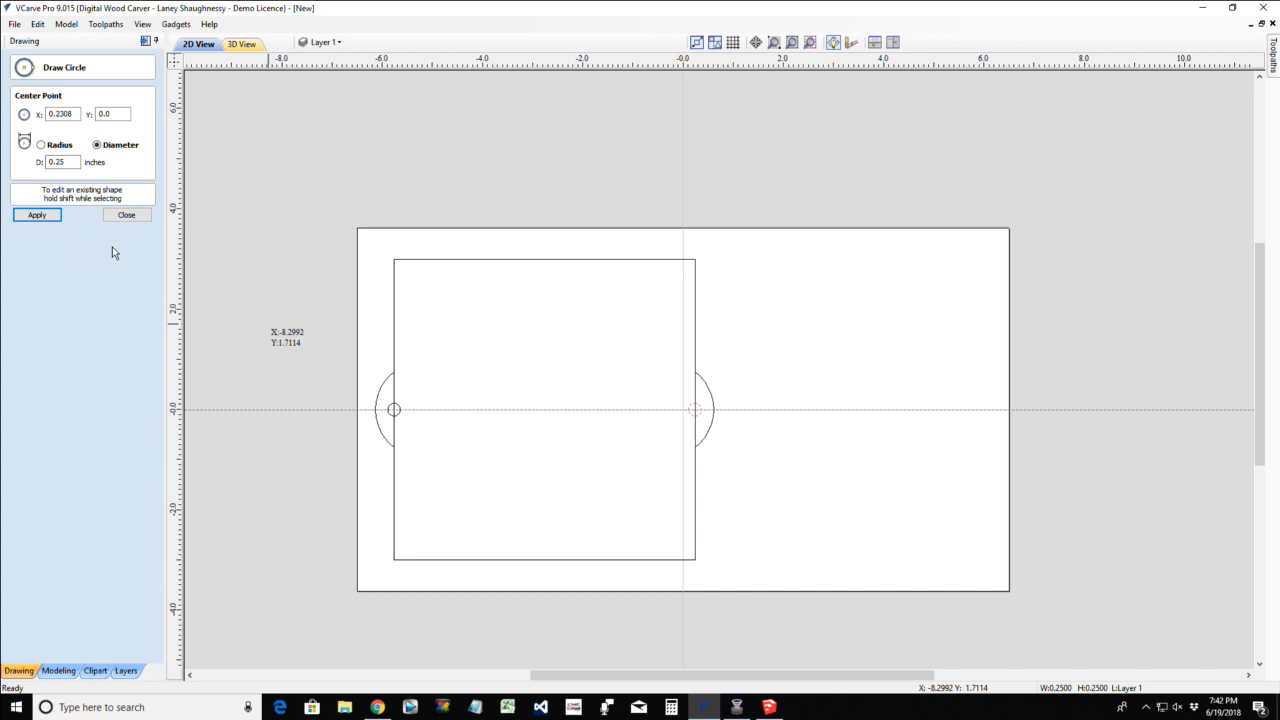 VCarve Pro 9.015 {Digital Wood Carver - Laney Shaughnessy - Demo Licence} - [New]
File Edit Model Toolpaths View Gadgets Help
Drawing
2D View 3D View Layer 1
Draw Circle
-8.0 -6.0 -4.0 -2.0 -0.0 2.0 4.0 6.0 8.0 10.0
Center Point
X: 0.2308 Y: 0.0
Radius Diameter
D: 0.25 inches
To edit an existing shape
hold shift while selecting
Apply Close
6.0
4.0
2.0
-0.0
-2.0
-4.0
X:-8.2992
Y:1.7114
Toolpaths
Drawing Modeling Clipart Layers
Ready
X: -8.2992 Y: 1.7114 W:0.2500 H:0.2500 L:Layer 1
Type here to search
7:42 PM
6/19/2018
2